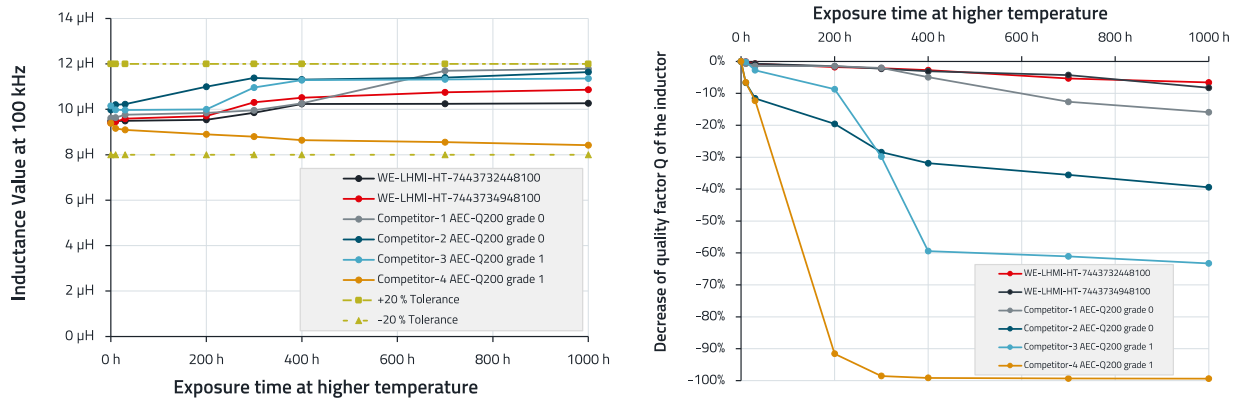 Inductance Value at 100 kHz
14 µH
12 µH
10 µH
8 µH
6 µH
4 µH
2 µH
0 µH
0 h
200 h
400 h
600 h
800 h
1000 h
Exposure time at higher temperature
WE-LHMI-HT-7443732448100
WE-LHMI-HT-7443734948100
Competitor-1 AEC-Q200 grade 0
Competitor-2 AEC-Q200 grade 0
Competitor-3 AEC-Q200 grade 1
Competitor-4 AEC-Q200 grade 1
+20 % Tolerance
-20 % Tolerance
Exposure time at higher temperature
0 h
200 h
400 h
600 h
800 h
1000 h
Decrease of quality factor Q of the inductor
0%
-10%
-20%
-30%
-40%
-50%
-60%
-70%
-80%
-90%
-100%
WE-LHMI-HT-7443732448100
WE-LHMI-HT-7443734948100
Competitor-1 AEC-Q200 grade 0
Competitor-2 AEC-Q200 grade 0
Competitor-3 AEC-Q200 grade 1
Competitor-4 AEC-Q200 grade 1